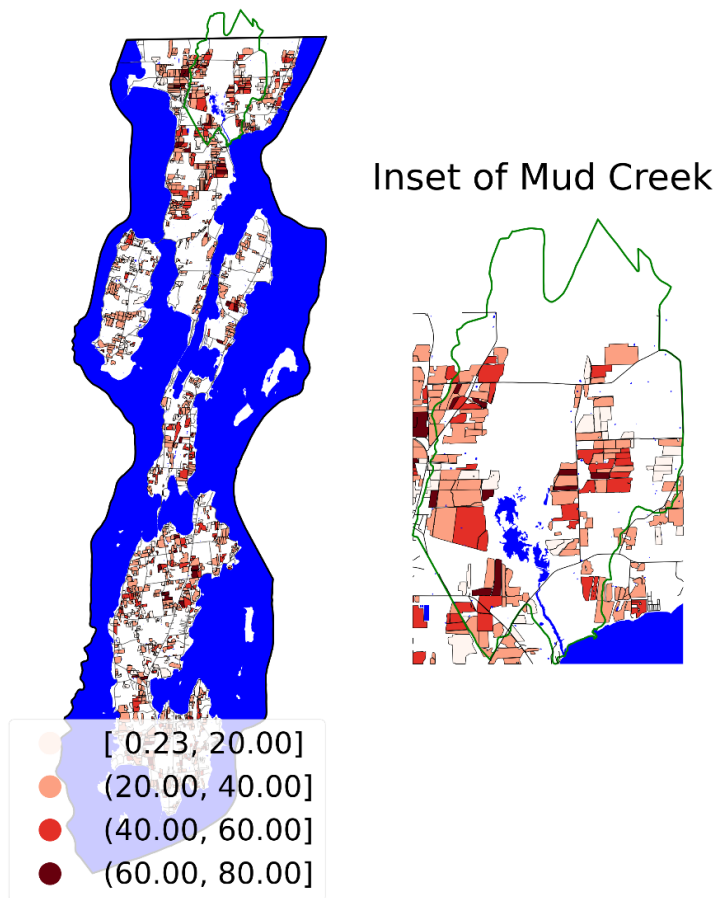 Inset of Mud Creek
[ 0.23, 20.00]
(20.00, 40.00]
(40.00, 60.00]
(60.00, 80.00]